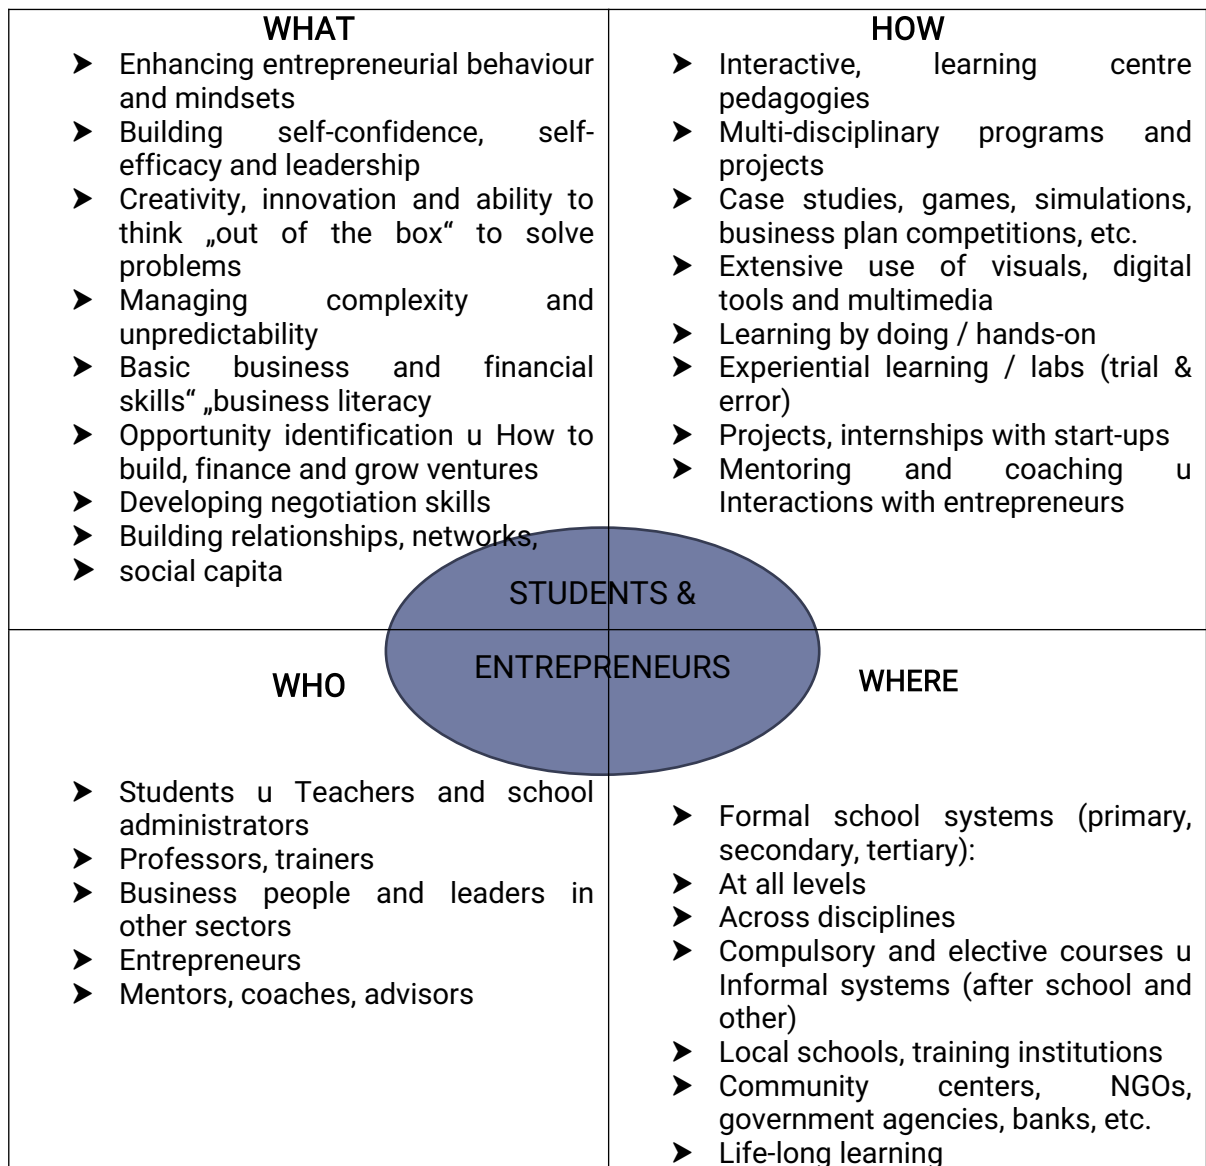 WHAT
➤ Enhancing entrepreneurial behaviour
and mindsets
➤ Building self-confidence, self-
efficacy and leadership
➤ Creativity, innovation and ability to
think „out of the box“ to solve
problems
➤ Managing complexity and
unpredictability
➤ Basic business and financial
skills“ „business literacy
➤ Opportunity identification u How to
build, finance and grow ventures
➤ Developing negotiation skills
➤ Building relationships, networks,
➤ social capita
HOW
➤ Interactive, learning centre
pedagogies
➤ Multi-disciplinary programs and
projects
➤ Case studies, games, simulations,
business plan competitions, etc.
➤ Extensive use of visuals, digital
tools and multimedia
➤ Learning by doing / hands-on
➤ Experiential learning / labs (trial &
error)
➤ Projects, internships with start-ups
➤ Mentoring and coaching u
Interactions with entrepreneurs
STUDENTS &
ENTREPRENEURS
WHO
➤ Students u Teachers and school
administrators
➤ Professors, trainers
➤ Business people and leaders in
other sectors
➤ Entrepreneurs
➤ Mentors, coaches, advisors
WHERE
➤ Formal school systems (primary,
secondary, tertiary):
➤ At all levels
➤ Across disciplines
➤ Compulsory and elective courses u
Informal systems (after school and
other)
➤ Local schools, training institutions
➤ Community centers, NGOs,
government agencies, banks, etc.
➤ Life-long learning